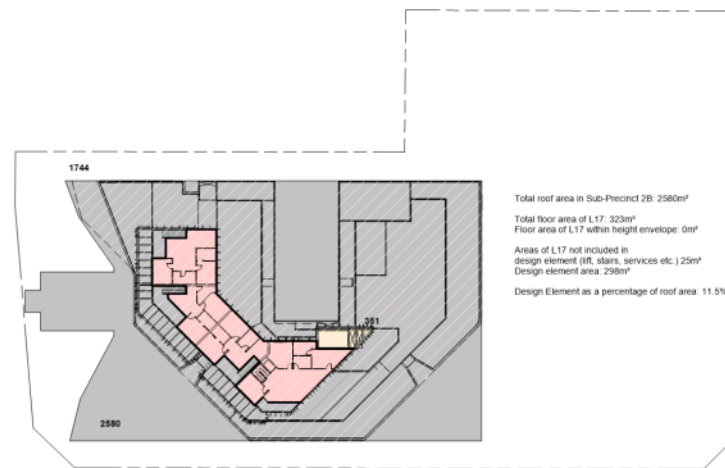 1744
Total roof area in Sub-Precinct 2B: 2580m²
Total floor area of L17: 323m²
Floor area of L17 within height envelope: 0m²
Areas of L17 not included in
design element (lift, stairs, services etc.) 25m²
Design element area: 298m²
Design Element as a percentage of roof area: 11.5%
351
2580